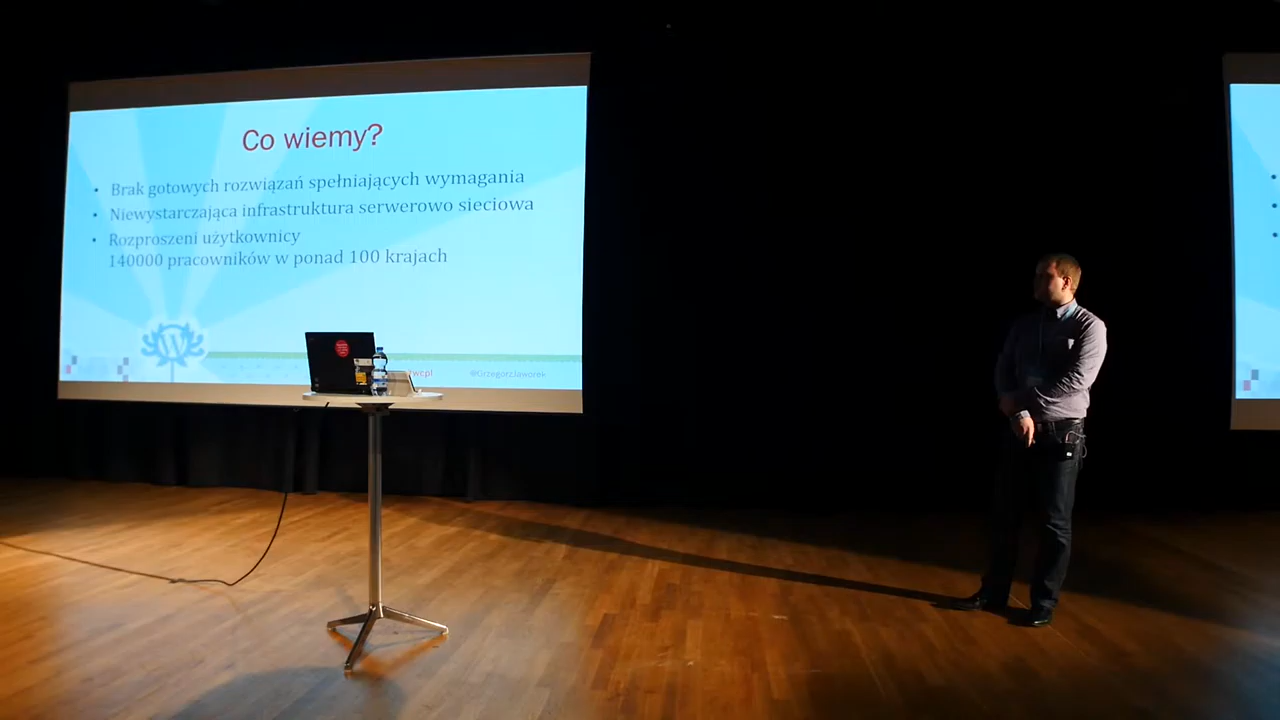 Co wiemy?
• Brak gotowych rozwiązań spełniających wymagania
• Niewystarczająca infrastruktura serwerowo sieciowa
• Rozproszeni użytkownicy
140000 pracowników w ponad 100 krajach
W
wcpl @GrzegorzJaworek